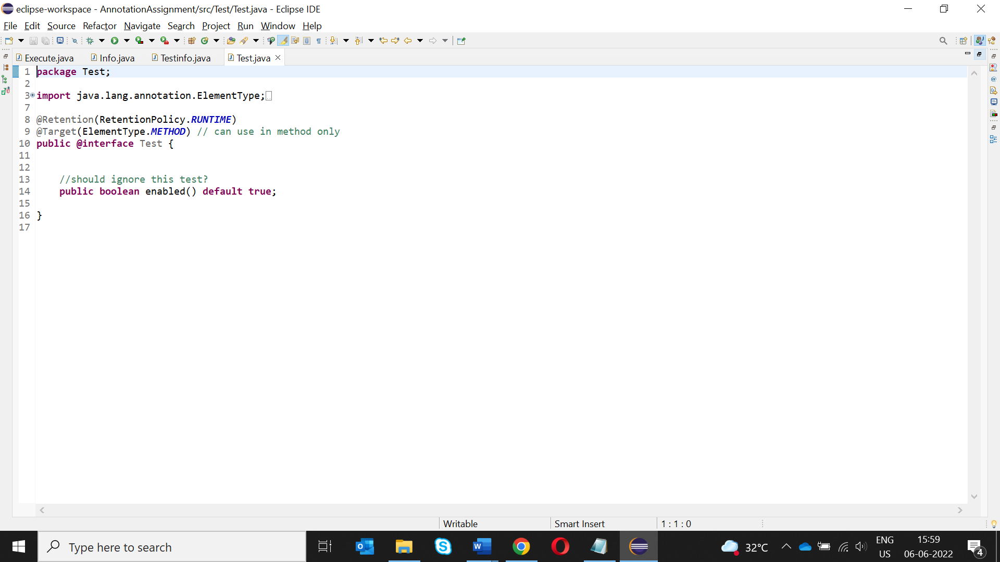 eclipse-workspace - AnnotationAssignment/src/Test/Test.java - Eclipse IDE
File Edit Source Refactor Navigate Search Project Run Window Help
Execute.java Info.java Testinfo.java Test.java
1 package Test;
2
3 import java.lang.annotation.ElementType;
7
8 @Retention(RetentionPolicy.RUNTIME)
9 @Target(ElementType.METHOD) // can use in method only
10 public @interface Test {
11
12
13 //should ignore this test?
14 public boolean enabled() default true;
15
16 }
17
Writable Smart Insert 1 : 1 : 0
Type here to search
32°C
ENG
US
15:59
06-06-2022
4